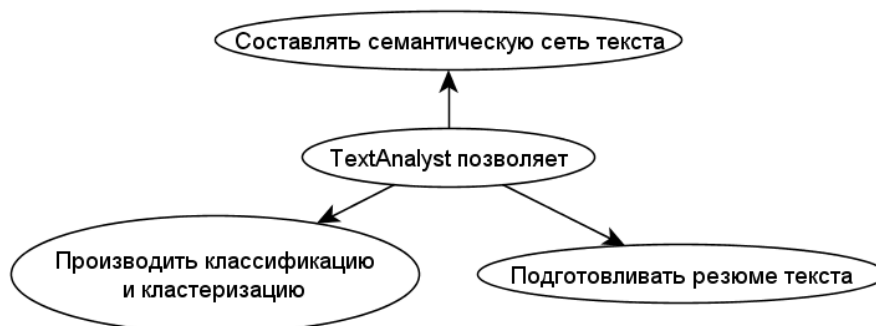 Составлять семантическую сеть текста
TextAnalyst позволяет
Производить классификацию
и кластеризацию
Подготовливать резюме текста